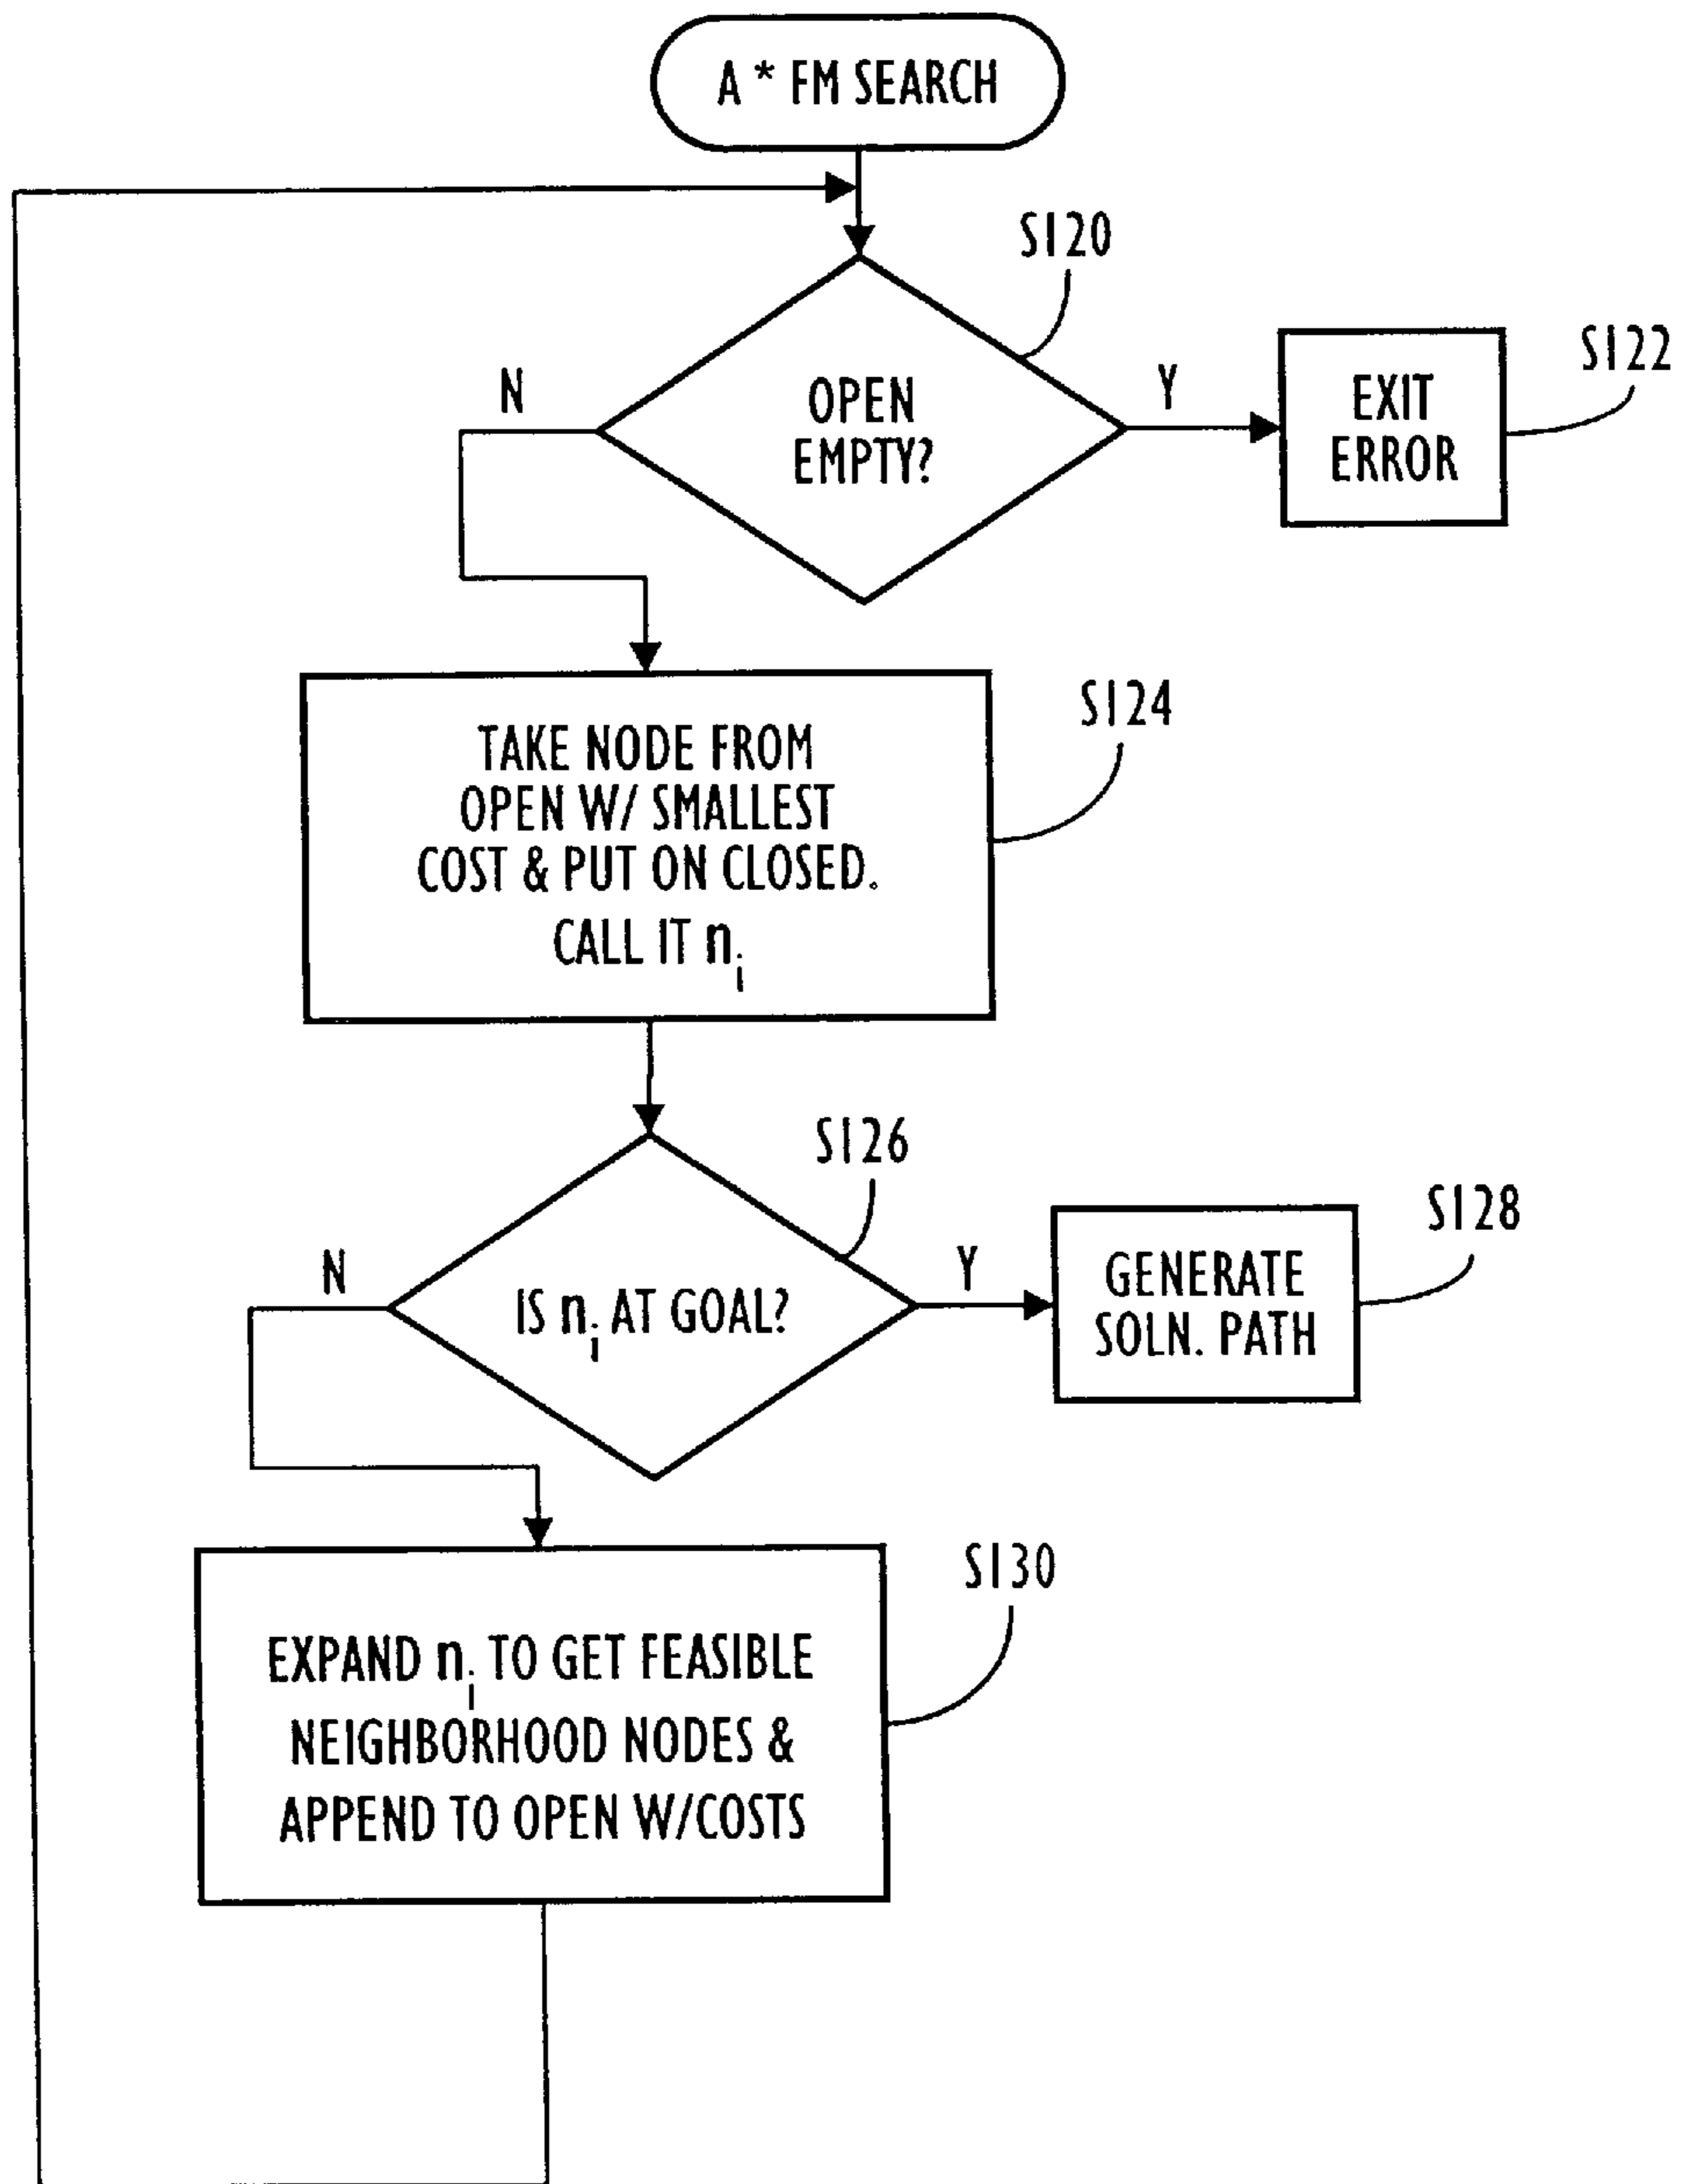 A * FM SEARCH
S120
N
OPEN
EMPTY?
Y
EXIT
ERROR
S122
TAKE NODE FROM
OPEN W/ SMALLEST
COST & PUT ON CLOSED.
CALL IT ni
S124
S126
N
IS ni AT GOAL?
Y
GENERATE
SOLN. PATH
S128
EXPAND ni TO GET FEASIBLE
NEIGHBORHOOD NODES &
APPEND TO OPEN W/COSTS
S130